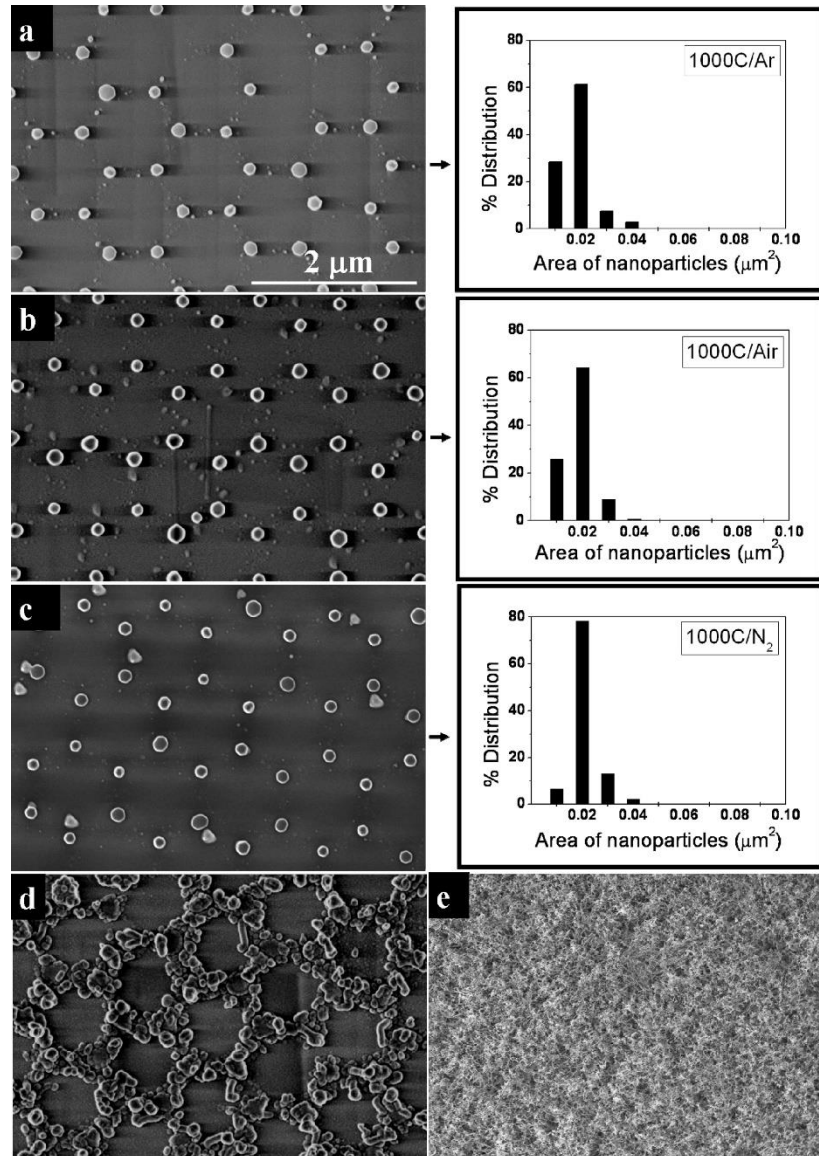 a
2 μm
80
60
40
20
0
% Distribution
1000C/Ar
0.02 0.04 0.06 0.08 0.10
Area of nanoparticles (μm²)
b
80
60
40
20
0
% Distribution
1000C/Air
0.02 0.04 0.06 0.08 0.10
Area of nanoparticles (μm²)
c
80
60
40
20
0
% Distribution
1000C/N₂
0.02 0.04 0.06 0.08 0.10
Area of nanoparticles (μm²)
d
e